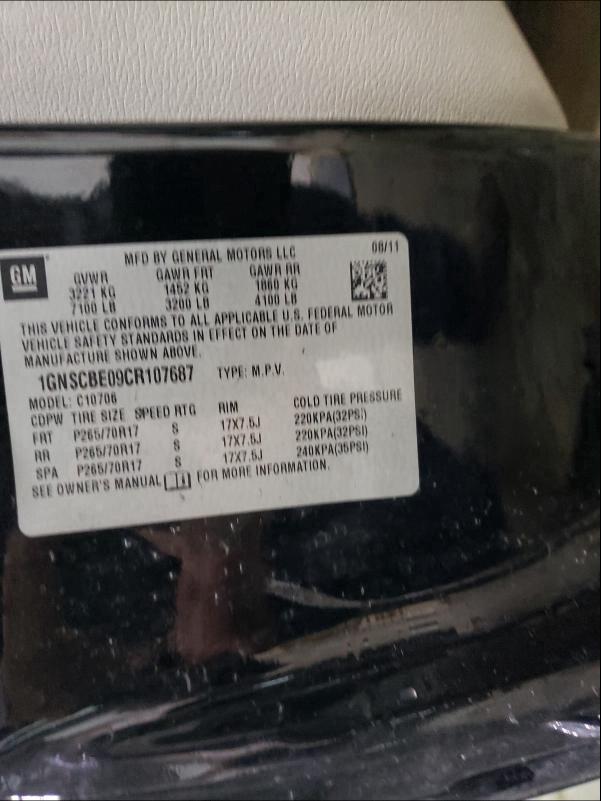 GM
MFD BY GENERAL MOTORS LLC 08/11
GVWR GAWR FRT GAWR RR
3221 KG 1452 KG 1860 KG
7100 LB 3200 LB 4100 LB
THIS VEHICLE CONFORMS TO ALL APPLICABLE U.S. FEDERAL MOTOR
VEHICLE SAFETY STANDARDS IN EFFECT ON THE DATE OF
MANUFACTURE SHOWN ABOVE.
1GNSCBE09CR107687 TYPE: M.P.V.
MODEL: C10706
CDPW TIRE SIZE SPEED RTG RIM COLD TIRE PRESSURE
FRT P265/70R17 S 17X7.5J 220KPA(32PSI)
RR P265/70R17 S 17X7.5J 220KPA(32PSI)
SPA P265/70R17 S 17X7.5J 240KPA(35PSI)
SEE OWNER'S MANUAL FOR MORE INFORMATION.